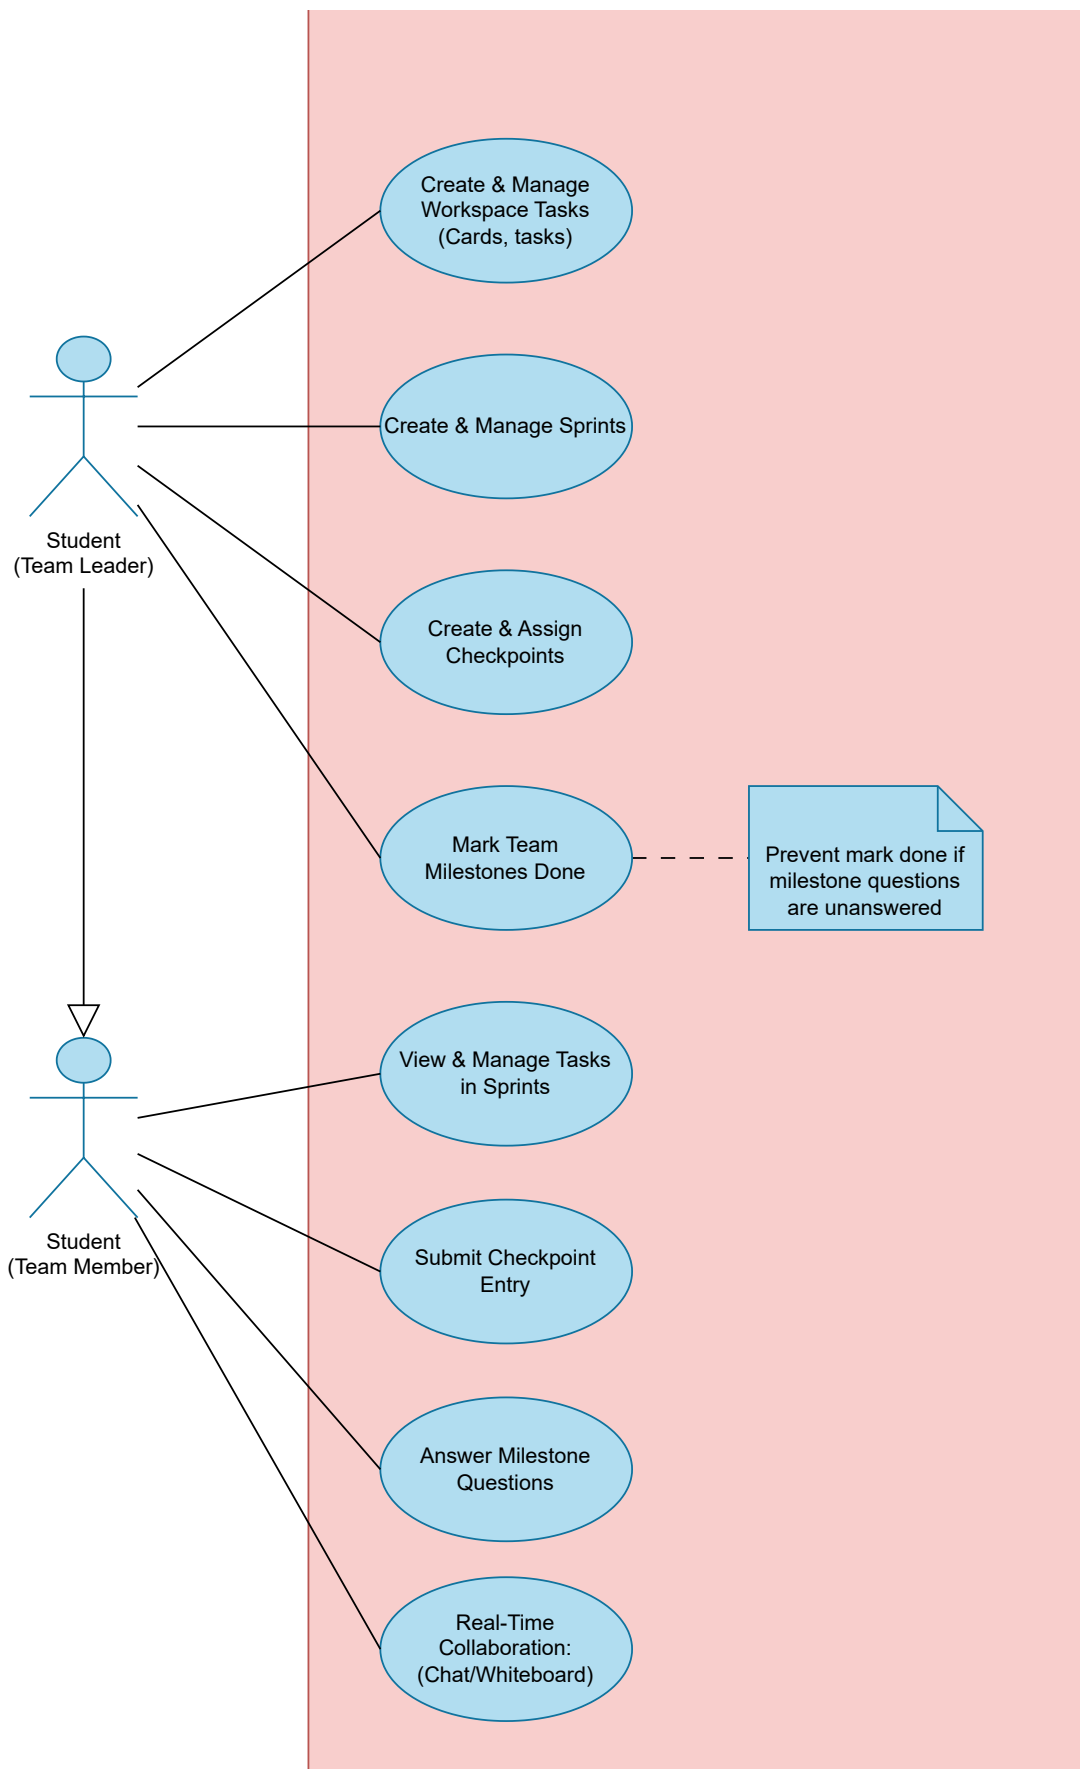 Create & Manage
Workspace Tasks
(Cards, tasks)
Create & Manage Sprints
Student
(Team Leader)
Create & Assign
Checkpoints
Mark Team
Milestones Done
Prevent mark done if
milestone questions
are unanswered
View & Manage Tasks
in Sprints
Student
(Team Member)
Submit Checkpoint
Entry
Answer Milestone
Questions
Real-Time
Collaboration:
(Chat/Whiteboard)